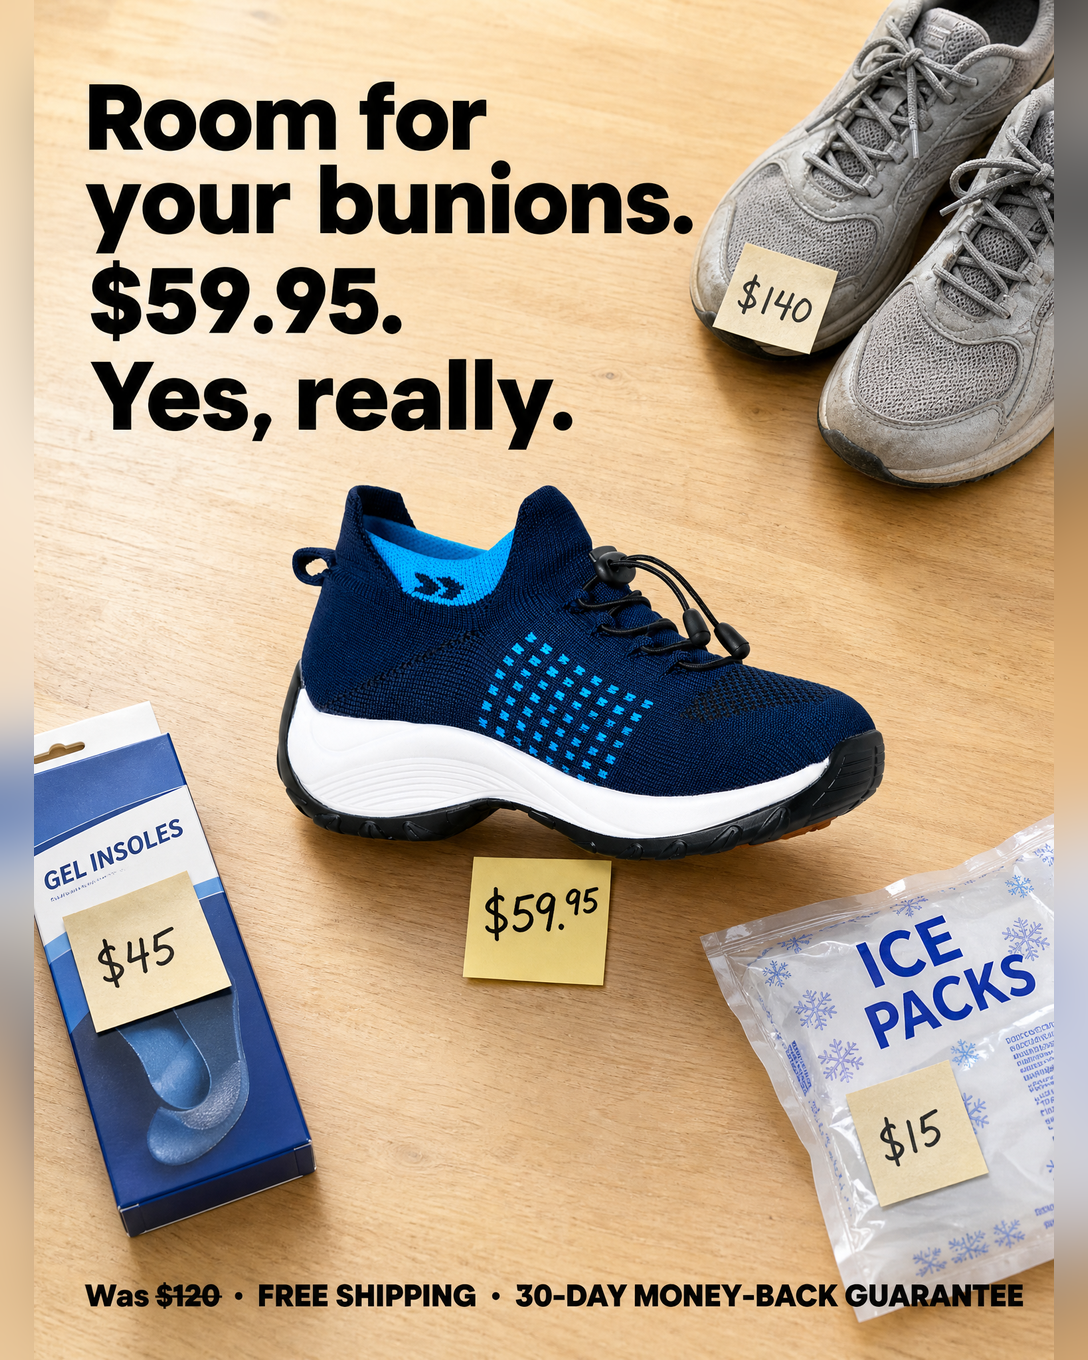 Room for
your bunions.
$59.95.
Yes, really.
$140
GEL INSOLES
$45
$59.95
ICE
PACKS
$15
Was $120 • FREE SHIPPING • 30-DAY MONEY-BACK GUARANTEE